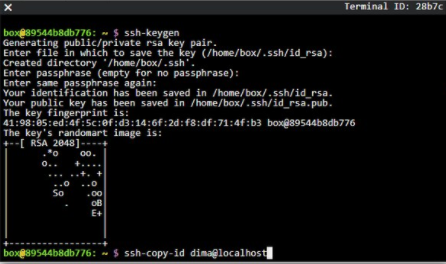 Terminal ID: 28b7c
box@89544b8db776: ~ $ ssh-keygen
Generating public/private rsa key pair.
Enter file in which to save the key (/home/box/.ssh/id_rsa):
Created directory '/home/box/.ssh'.
Enter passphrase (empty for no passphrase):
Enter same passphrase again:
Your identification has been saved in /home/box/.ssh/id_rsa.
Your public key has been saved in /home/box/.ssh/id_rsa.pub.
The key fingerprint is:
41:98:05:ed:4f:5c:0f:d3:14:6f:2d:f8:df:71:4f:b3 box@89544b8db776
The key's randomart image is:
+--[ RSA 2048]----+
|      .*o    oo. |
|      o..   +....|
|       ... ..+. +|
|        ..o  ..o |
|        So    .oo|
|          .    oB|
|               E+|
|                 |
|                 |
+-----------------+
box@89544b8db776: ~ $ ssh-copy-id dima@localhost